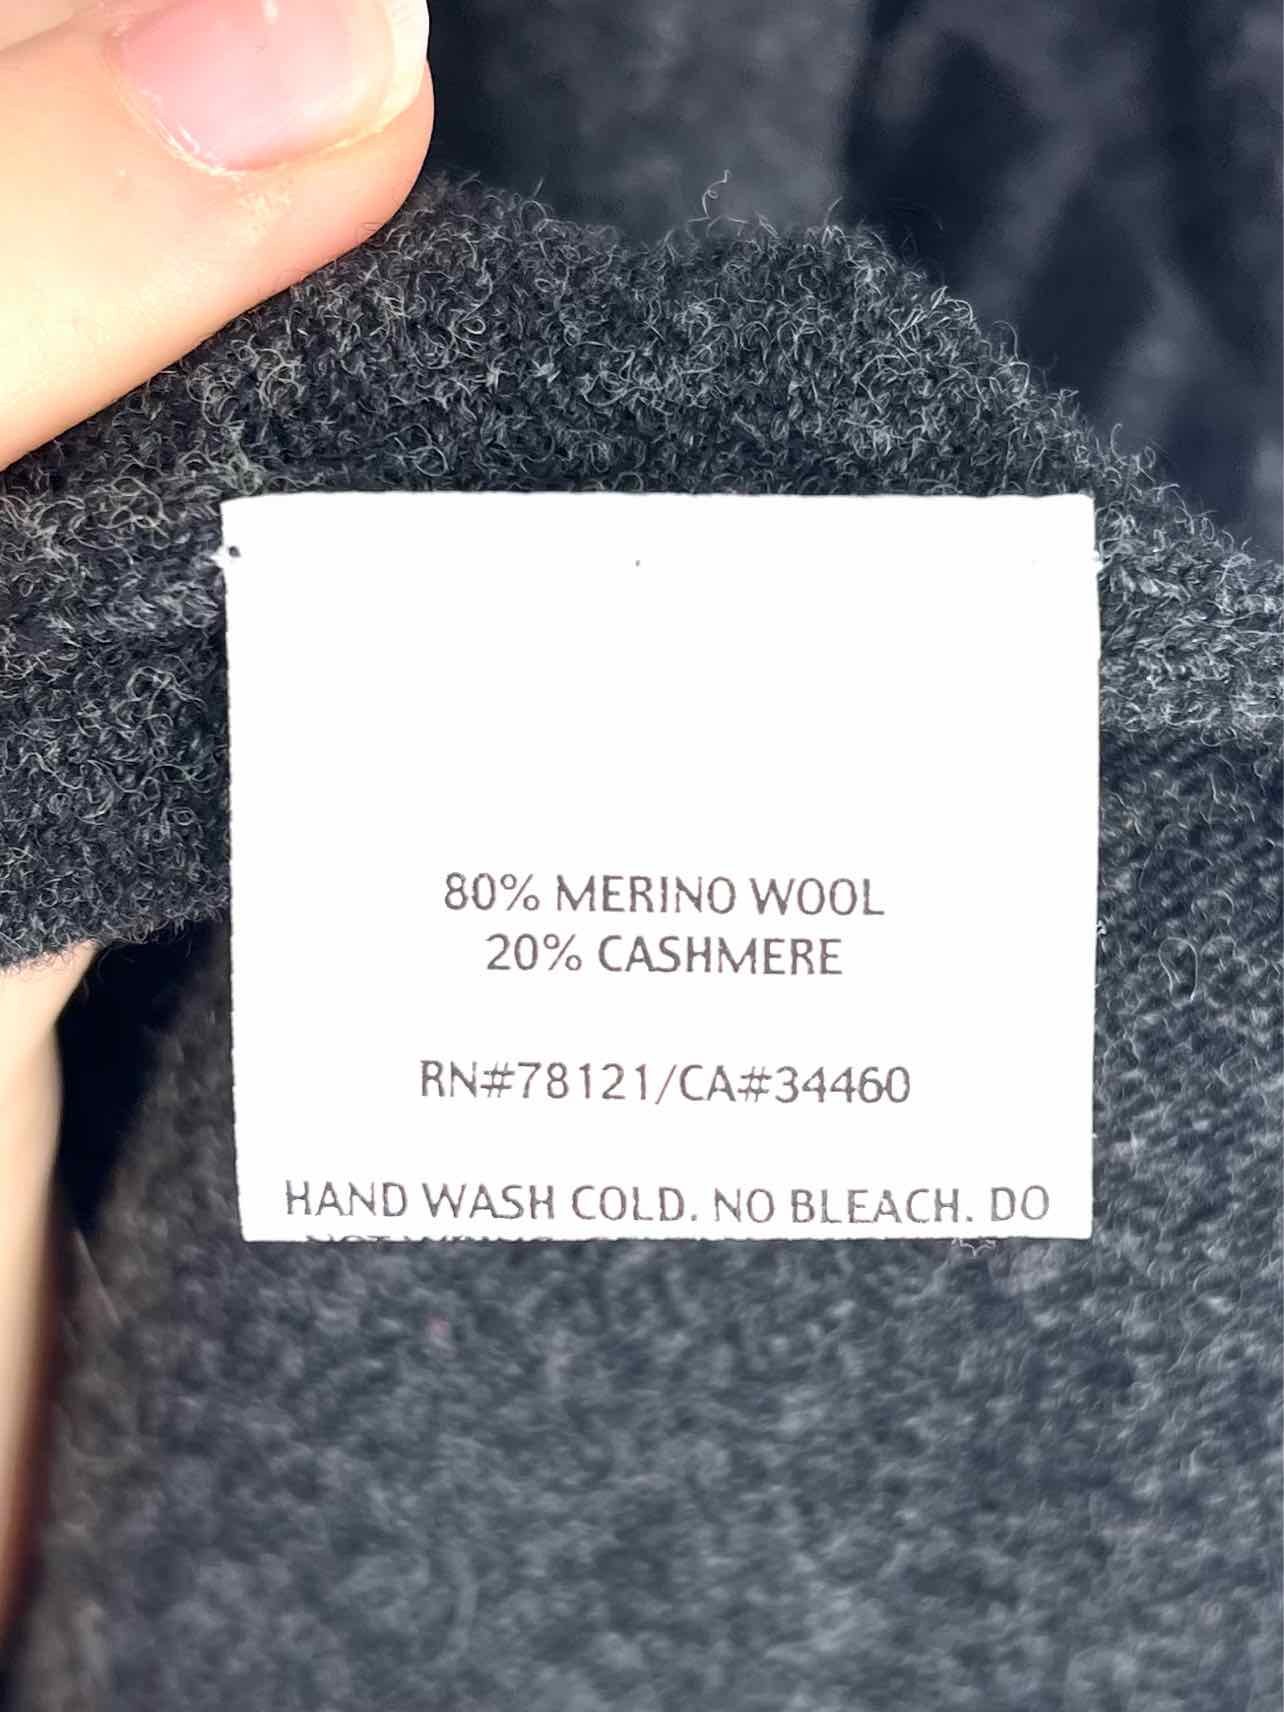 80% MERINO WOOL
20% CASHMERE
RN#78121/CA#34460
HAND WASH COLD. NO BLEACH. DO